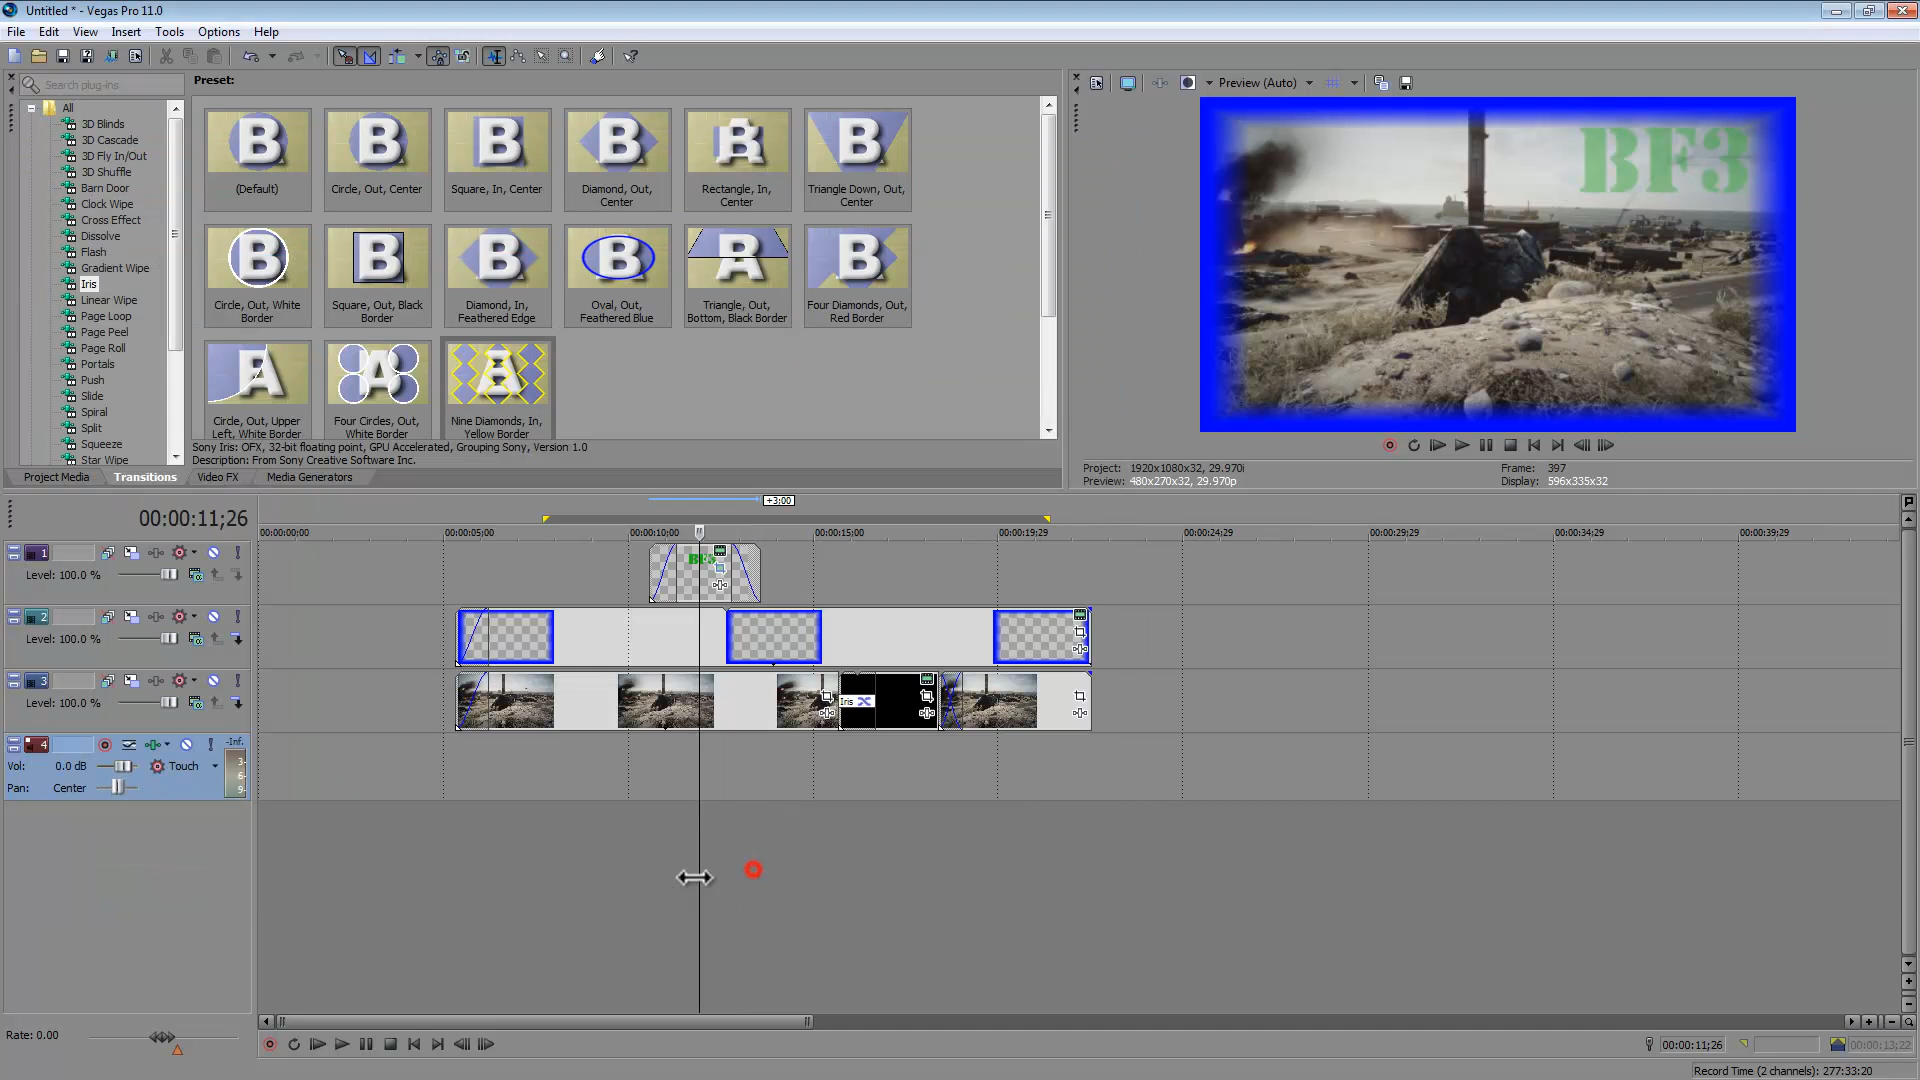 Untitled * - Vegas Pro 11.0
File Edit View Insert Tools Options Help
Search plug-ins
Preset:
Preview (Auto)
All
3D Blinds
3D Cascade
3D Fly In/Out
3D Shuffle
Barn Door
Clock Wipe
Cross Effect
Dissolve
Flash
Gradient Wipe
Iris
Linear Wipe
Page Loop
Page Peel
Page Roll
Portals
Push
Slide
Spiral
Split
Squeeze
Star Wipe
(Default)
Circle, Out, Center
Square, In, Center
Diamond, Out, Center
Rectangle, In, Center
Triangle Down, Out, Center
Circle, Out, White Border
Square, Out, Black Border
Diamond, In, Feathered Edge
Oval, Out, Feathered Blue
Triangle, Out, Bottom, Black Border
Four Diamonds, Out, Red Border
Circle, Out, Upper Left, White Border
Four Circles, Out, White Border
Nine Diamonds, In, Yellow Border
Sony Iris: OFX, 32-bit floating point, GPU Accelerated, Grouping Sony, Version 1.0
Description: From Sony Creative Software Inc.
Project Media Transitions Video FX Media Generators
BF3
Project: 1920x1080x32, 29.970i
Preview: 480x270x32, 29.970p
Frame: 397
Display: 596x335x32
00:00:11;26
+3;00
00:00:00;00 00:00:05;00 00:00:10;00 00:00:15;00 00:00:19;29 00:00:24;29 00:00:29;29 00:00:34;29 00:00:39;29
1
Level: 100.0 %
BF3
2
Level: 100.0 %
3
Level: 100.0 %
Iris
4
-Inf.
Vol: 0.0 dB Touch
Pan: Center
3-
6-
9-
Rate: 0.00
00:00:11;26
00:00:13;22
Record Time (2 channels): 277:33:20